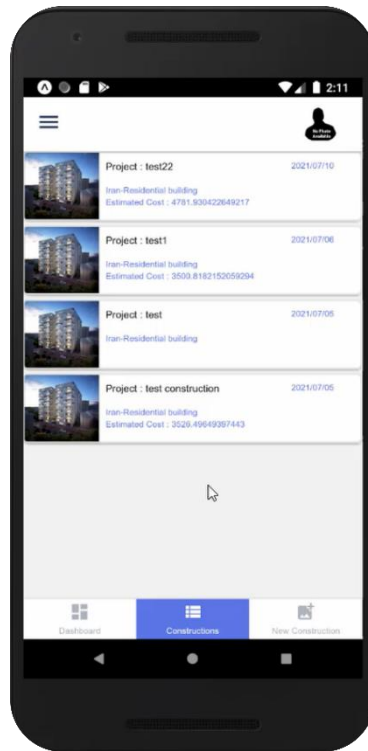 2:11
No Photo
Available
Project : test22 2021/07/10
Iran-Residential building
Estimated Cost : 4781.930422649217
Project : test1 2021/07/06
Iran-Residential building
Estimated Cost : 3500.8182152059294
Project : test 2021/07/05
Iran-Residential building
Project : test construction 2021/07/05
Iran-Residential building
Estimated Cost : 3526.49649397443
Dashboard Constructions New Construction